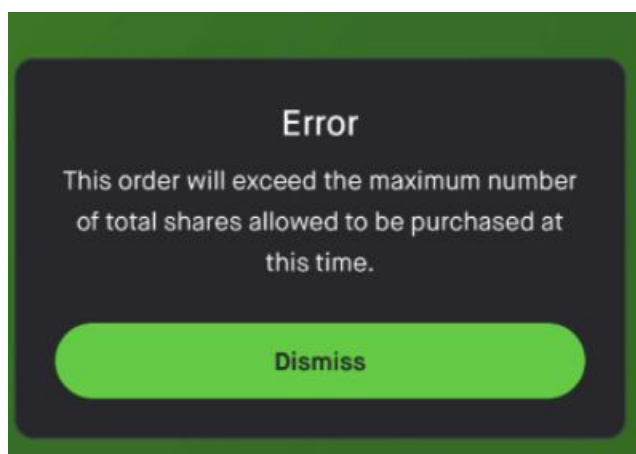 Error
This order will exceed the maximum number
of total shares allowed to be purchased at
this time.
Dismiss